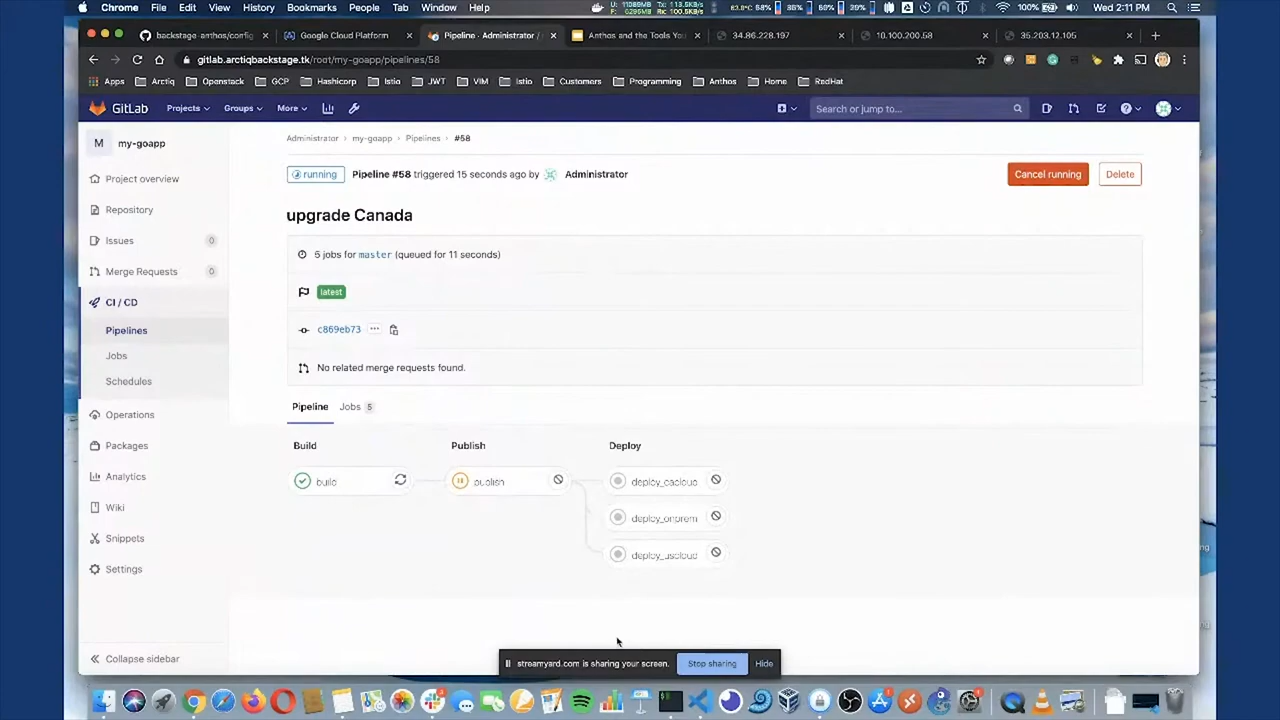 Chrome File Edit View History Bookmarks People Tab Window Help
100% Wed 2:11 PM
backstage-anthos/config
Google Cloud Platform
Pipeline · Administrator /
Anthos and the Tools You
34.86.228.197
10.100.200.58
35.203.12.105
gitlab.arctiqbackstage.tk/root/my-goapp/pipelines/58
Apps Arctiq Openstack GCP Hashicorp Istio JWT VIM Istio Customers Programming Anthos Home RedHat
GitLab Projects Groups More Search or jump to...
M my-goapp
Administrator my-goapp Pipelines #58
running Pipeline #58 triggered 15 seconds ago by Administrator Cancel running Delete
Project overview
Repository
Issues 0
Merge Requests 0
CI / CD
Pipelines
Jobs
Schedules
Operations
Packages
Analytics
Wiki
Snippets
Settings
Collapse sidebar
upgrade Canada
5 jobs for master (queued for 11 seconds)
latest
c869eb73
No related merge requests found.
Pipeline Jobs 5
Build Publish Deploy
build publish deploy_cacloud
deploy_onprem
deploy_uscloud
streamyard.com is sharing your screen. Stop sharing Hide